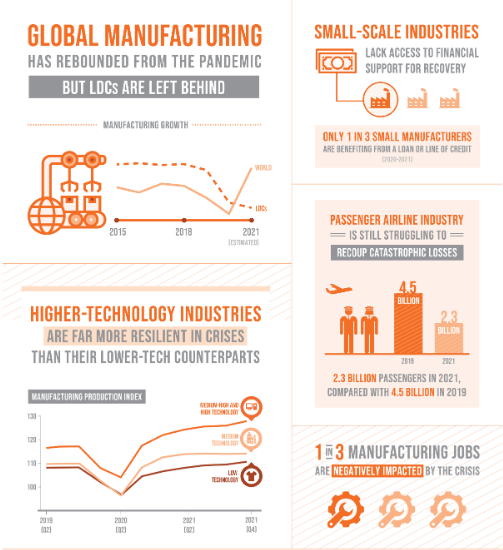 GLOBAL MANUFACTURING
HAS REBOUNDED FROM THE PANDEMIC
BUT LDCs ARE LEFT BEHIND
MANUFACTURING GROWTH
WORLD
LDCs
2015
2018
2021
(ESTIMATED)
SMALL-SCALE INDUSTRIES
LACK ACCESS TO FINANCIAL
SUPPORT FOR RECOVERY
ONLY 1 IN 3 SMALL MANUFACTURERS
ARE BENEFITING FROM A LOAN OR LINE OF CREDIT
(2020-2021)
PASSENGER AIRLINE INDUSTRY
IS STILL STRUGGLING TO
RECOUP CATASTROPHIC LOSSES
4.5
BILLION
2.3
BILLION
2019
2021
2.3 BILLION PASSENGERS IN 2021,
COMPARED WITH 4.5 BILLION IN 2019
HIGHER-TECHNOLOGY INDUSTRIES
ARE FAR MORE RESILIENT IN CRISES
THAN THEIR LOWER-TECH COUNTERPARTS
MANUFACTURING PRODUCTION INDEX
130
120
110
100
MEDIUM-HIGH AND
HIGH TECHNOLOGY
MEDIUM
TECHNOLOGY
LOW
TECHNOLOGY
2019
(Q2)
2020
(Q2)
2021
(Q2)
2021
(Q4)
1 IN 3 MANUFACTURING JOBS
ARE NEGATIVELY IMPACTED BY THE CRISIS